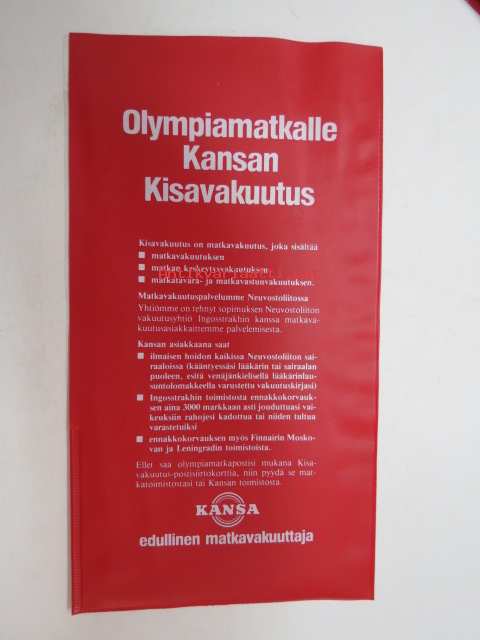 Olympiamatkalle
Kansan
Kisavakuutus
Kisavakuutus on matkavakuutus, joka sisältää
■ matkavakuutuksen
■ matkan keskeytysvakuutuksen
■ matkatavara- ja matkavastuuvakuutuksen.
Matkavakuutuspalvelumme Neuvostoliitossa
Yhtiömme on tehnyt sopimuksen Neuvostoliiton
vakuutusyhtiö Ingosstrakhin kanssa matkava-
kuutusasiakkaittemme palvelemisesta.
Kansan asiakkaana saat
■ ilmaisen hoidon kaikissa Neuvostoliiton sai-
raaloissa (kääntyessäsi lääkärin tai sairaalan
puoleen, esitä venäjänkielisellä lääkärinlau-
suntolomakkeella varustettu vakuutuskirjasi)
■ Ingosstrakhin toimistosta ennakkokorvauk-
sen aina 3000 markkaan asti jouduttuasi vai-
keuksiin rahojesi kadottua tai niiden tultua
varastetuiksi
■ ennakkokorvauksen myös Finnairin Mosko-
van ja Leningradin toimistoista.
Ellet saa olympiamatkapostisi mukana Kisa-
vakuutus-postisiirtokorttia, niin pyydä se mat-
katoimistostasi tai Kansan toimistosta.
KANSA
edullinen matkavakuuttaja